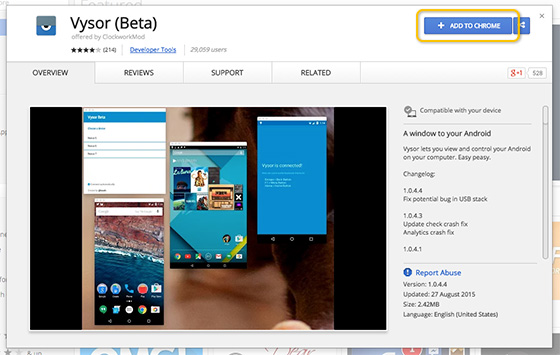 Featured
Vysor (Beta)
offered by ClockworkMod
(214)
Developer Tools
29,059 users
+ ADD TO CHROME
OVERVIEW
REVIEWS
SUPPORT
RELATED
g+1
528
Vysor Beta
Vysor is connected!
Compatible with your device
A window to your Android
Vysor lets you view and control your Android
on your computer. Easy peasy.
Changelog:
1.0.4.4
Fix potential bug in USB stack
1.0.4.3
Update check crash fix
Analytics crash fix
1.0.4.1
Report Abuse
Version: 1.0.4.4
Updated: 27 August 2015
Size: 2.42MB
Language: English (United States)